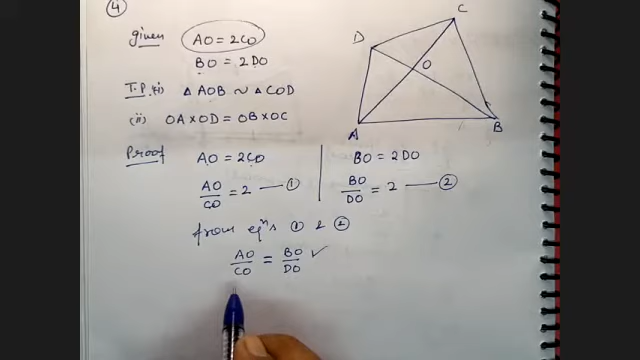 4
given AO = 2CO
BO = 2DO
T.P. (i) △AOB ~ △COD
(ii) OA×OD = OB×OC
C
D
O
A
B
Proof AO = 2CO
AO/CO = 2 — ①
BO = 2DO
BO/DO = 2 — ②
from eqⁿs ① & ②
AO/CO = BO/DO ✓